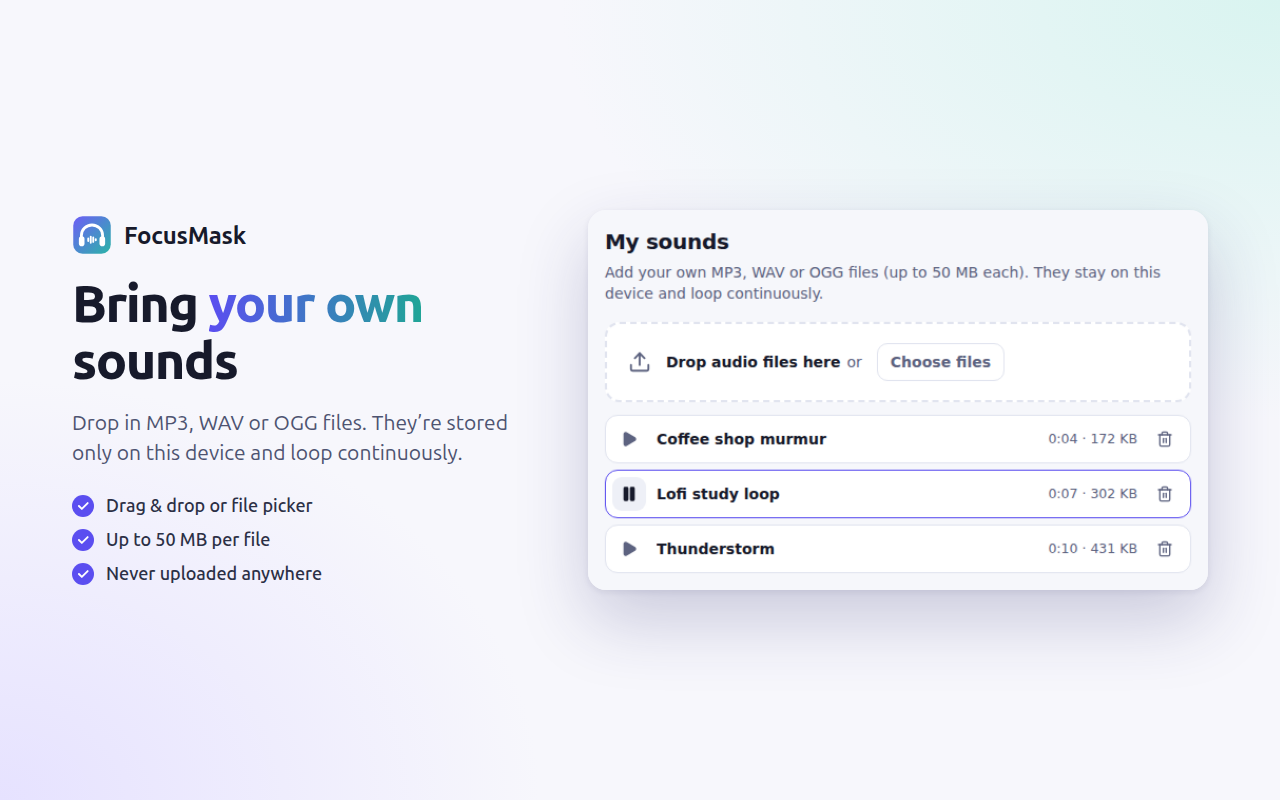 FocusMask
Bring your own
sounds
Drop in MP3, WAV or OGG files. They’re stored
only on this device and loop continuously.
Drag & drop or file picker
Up to 50 MB per file
Never uploaded anywhere
My sounds
Add your own MP3, WAV or OGG files (up to 50 MB each). They stay on this
device and loop continuously.
Drop audio files here or Choose files
Coffee shop murmur 0:04 · 172 KB
Lofi study loop 0:07 · 302 KB
Thunderstorm 0:10 · 431 KB